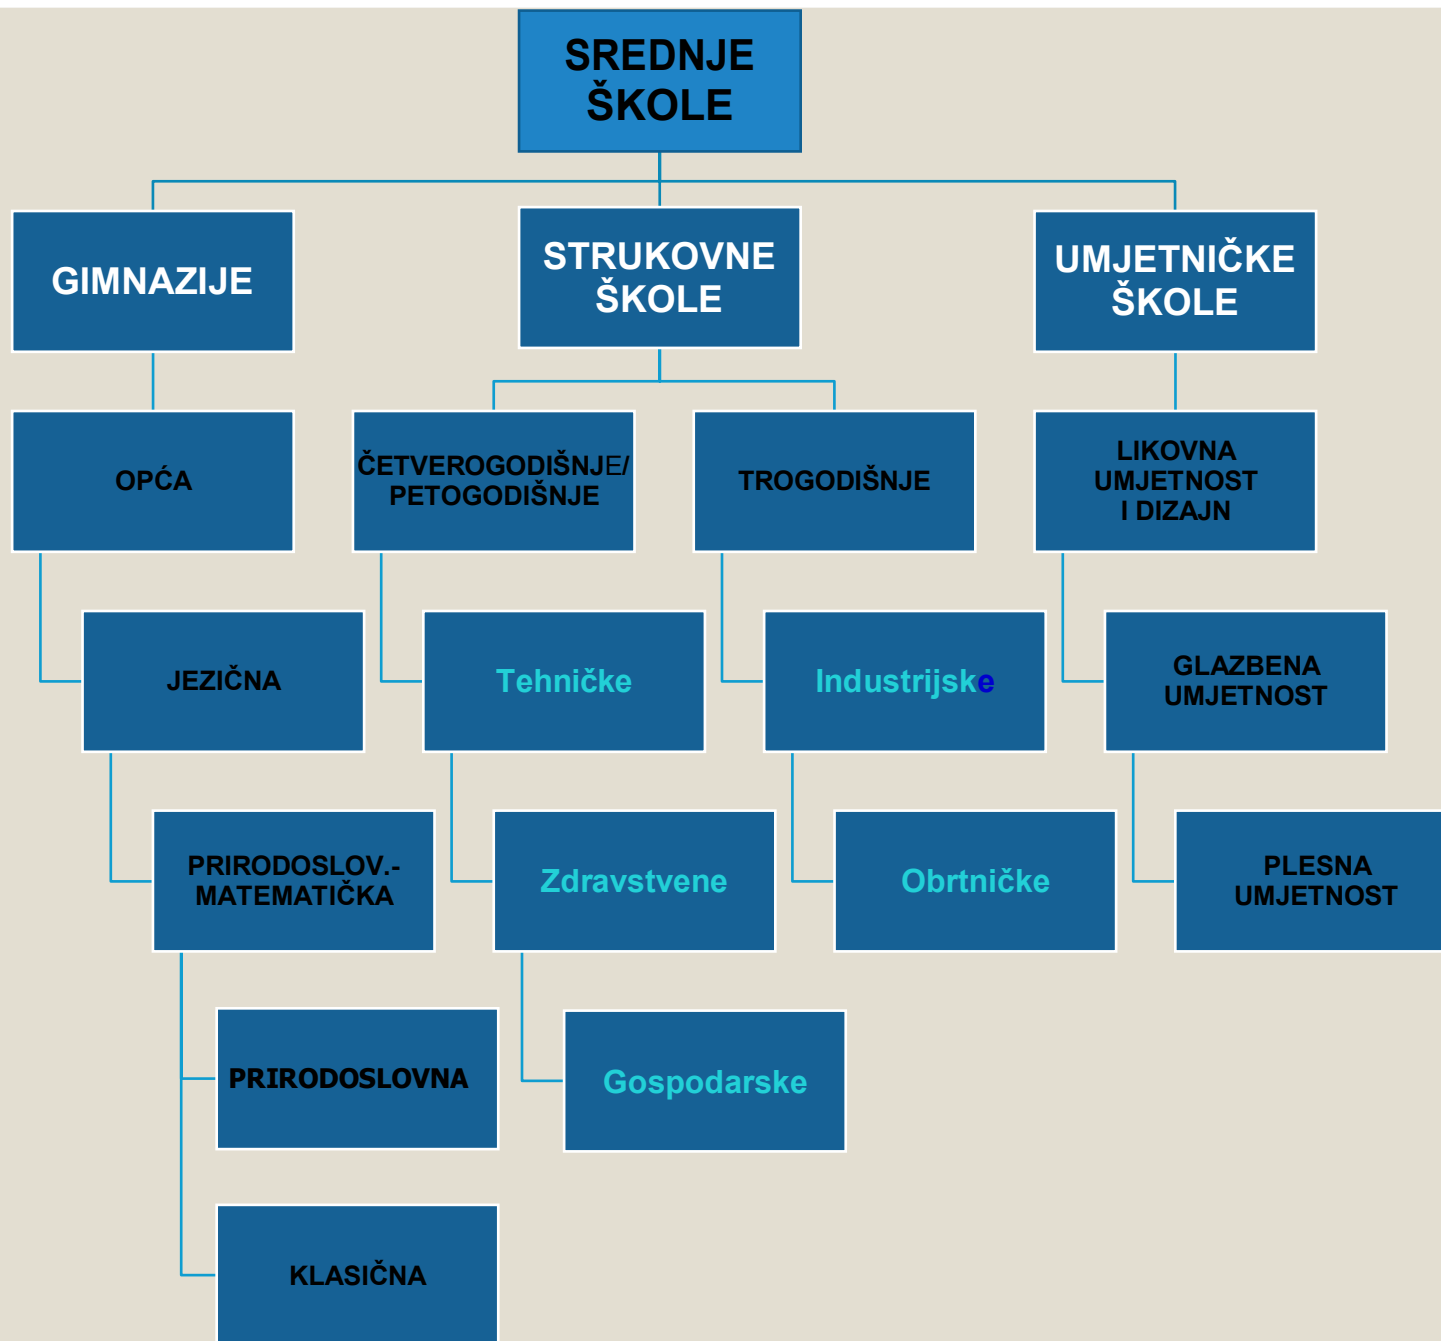 SREDNJE
ŠKOLE
GIMNAZIJE
STRUKOVNE
ŠKOLE
UMJETNIČKE
ŠKOLE
OPĆA
ČETVEROGODIŠNJE/
PETOGODIŠNJE
TROGODIŠNJE
LIKOVNA
UMJETNOST
I DIZAJN
JEZIČNA
Tehničke
Industrijske
GLAZBENA
UMJETNOST
PRIRODOSLOV.-
MATEMATIČKA
Zdravstvene
Obrtničke
PLESNA
UMJETNOST
PRIRODOSLOVNA
Gospodarske
KLASIČNA